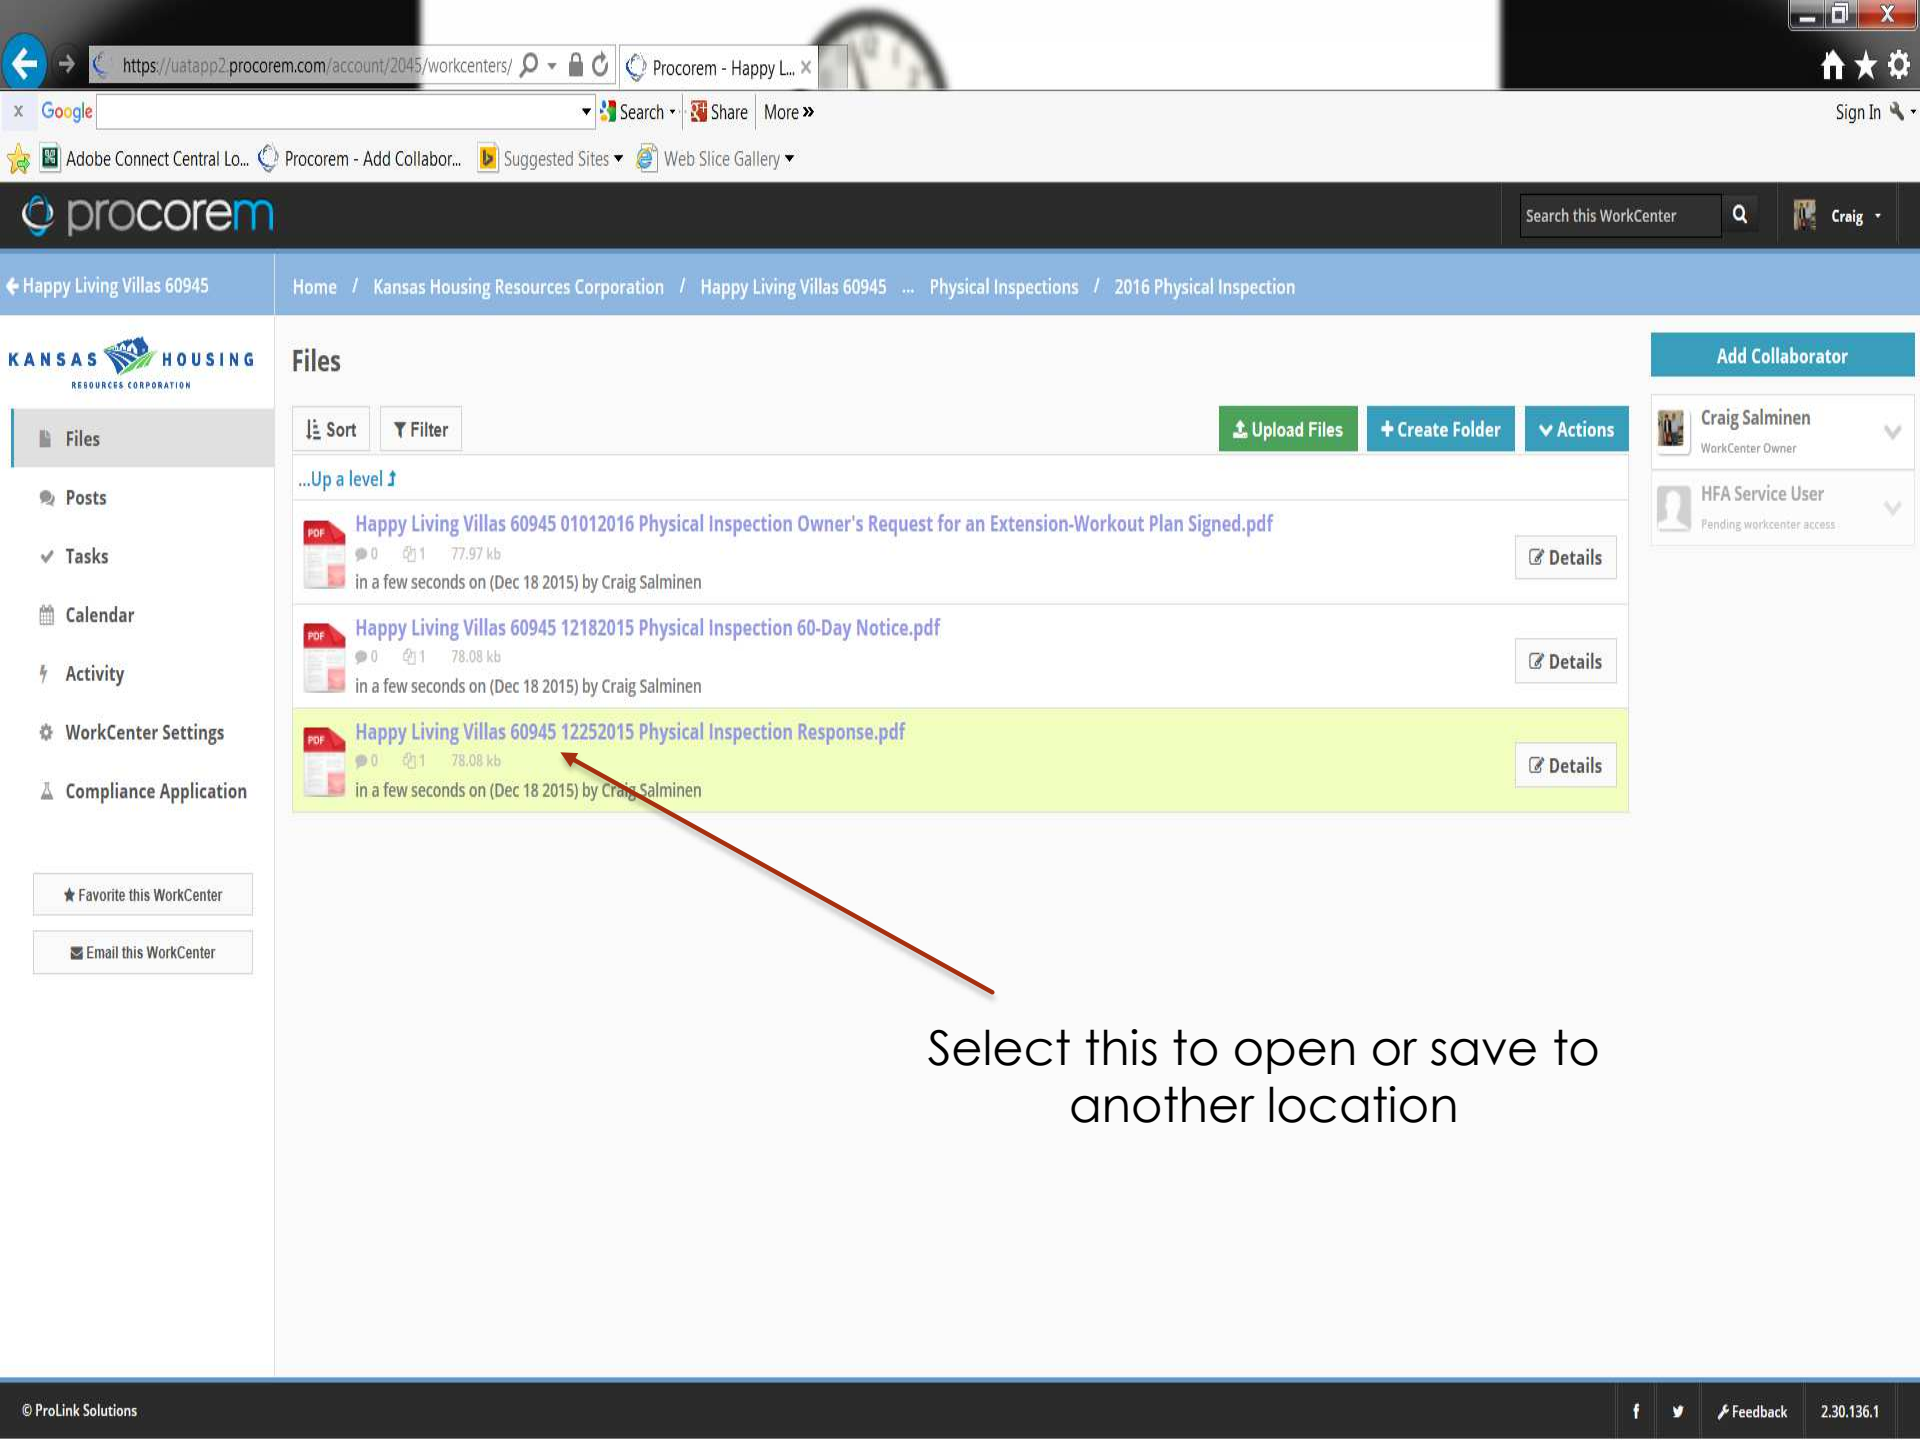 https://uatapp2.procorem.com/account/2045/workcenters/
Procorem - Happy L...
x Google
Search
Share
More »
Sign In
Adobe Connect Central Lo...
Procorem - Add Collabor...
Suggested Sites
Web Slice Gallery
procorem
Search this WorkCenter
Craig
Happy Living Villas 60945
Home / Kansas Housing Resources Corporation / Happy Living Villas 60945 ... Physical Inspections / 2016 Physical Inspection
KANSAS HOUSING
RESOURCES CORPORATION
Files
Posts
Tasks
Calendar
Activity
WorkCenter Settings
Compliance Application
Favorite this WorkCenter
Email this WorkCenter
Files
Sort
Filter
Upload Files
+ Create Folder
Actions
...Up a level
PDF
Happy Living Villas 60945 01012016 Physical Inspection Owner's Request for an Extension-Workout Plan Signed.pdf
0 1 77.97 kb
in a few seconds on (Dec 18 2015) by Craig Salminen
Details
PDF
Happy Living Villas 60945 12182015 Physical Inspection 60-Day Notice.pdf
0 1 78.08 kb
in a few seconds on (Dec 18 2015) by Craig Salminen
Details
PDF
Happy Living Villas 60945 12252015 Physical Inspection Response.pdf
0 1 78.08 kb
in a few seconds on (Dec 18 2015) by Craig Salminen
Details
Add Collaborator
Craig Salminen
WorkCenter Owner
HFA Service User
Pending workcenter access
Select this to open or save to
another location
© ProLink Solutions
Feedback
2.30.136.1